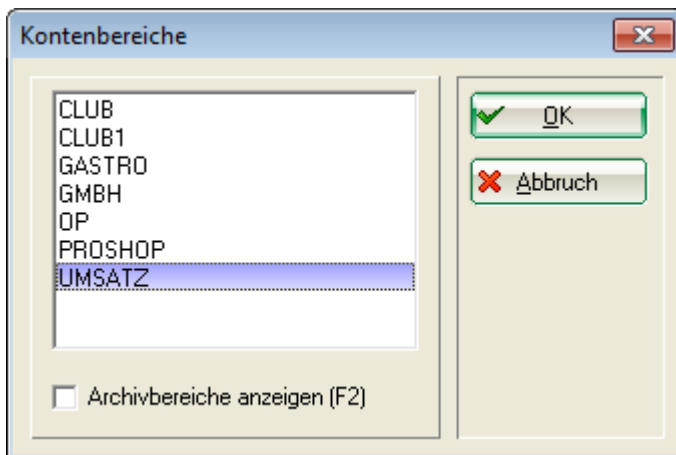 Kontenbereiche
CLUB
CLUB1
GASTRO
GMBH
OP
PROSHOP
UMSATZ
Archivbereiche anzeigen (F2)
OK
Abbruch